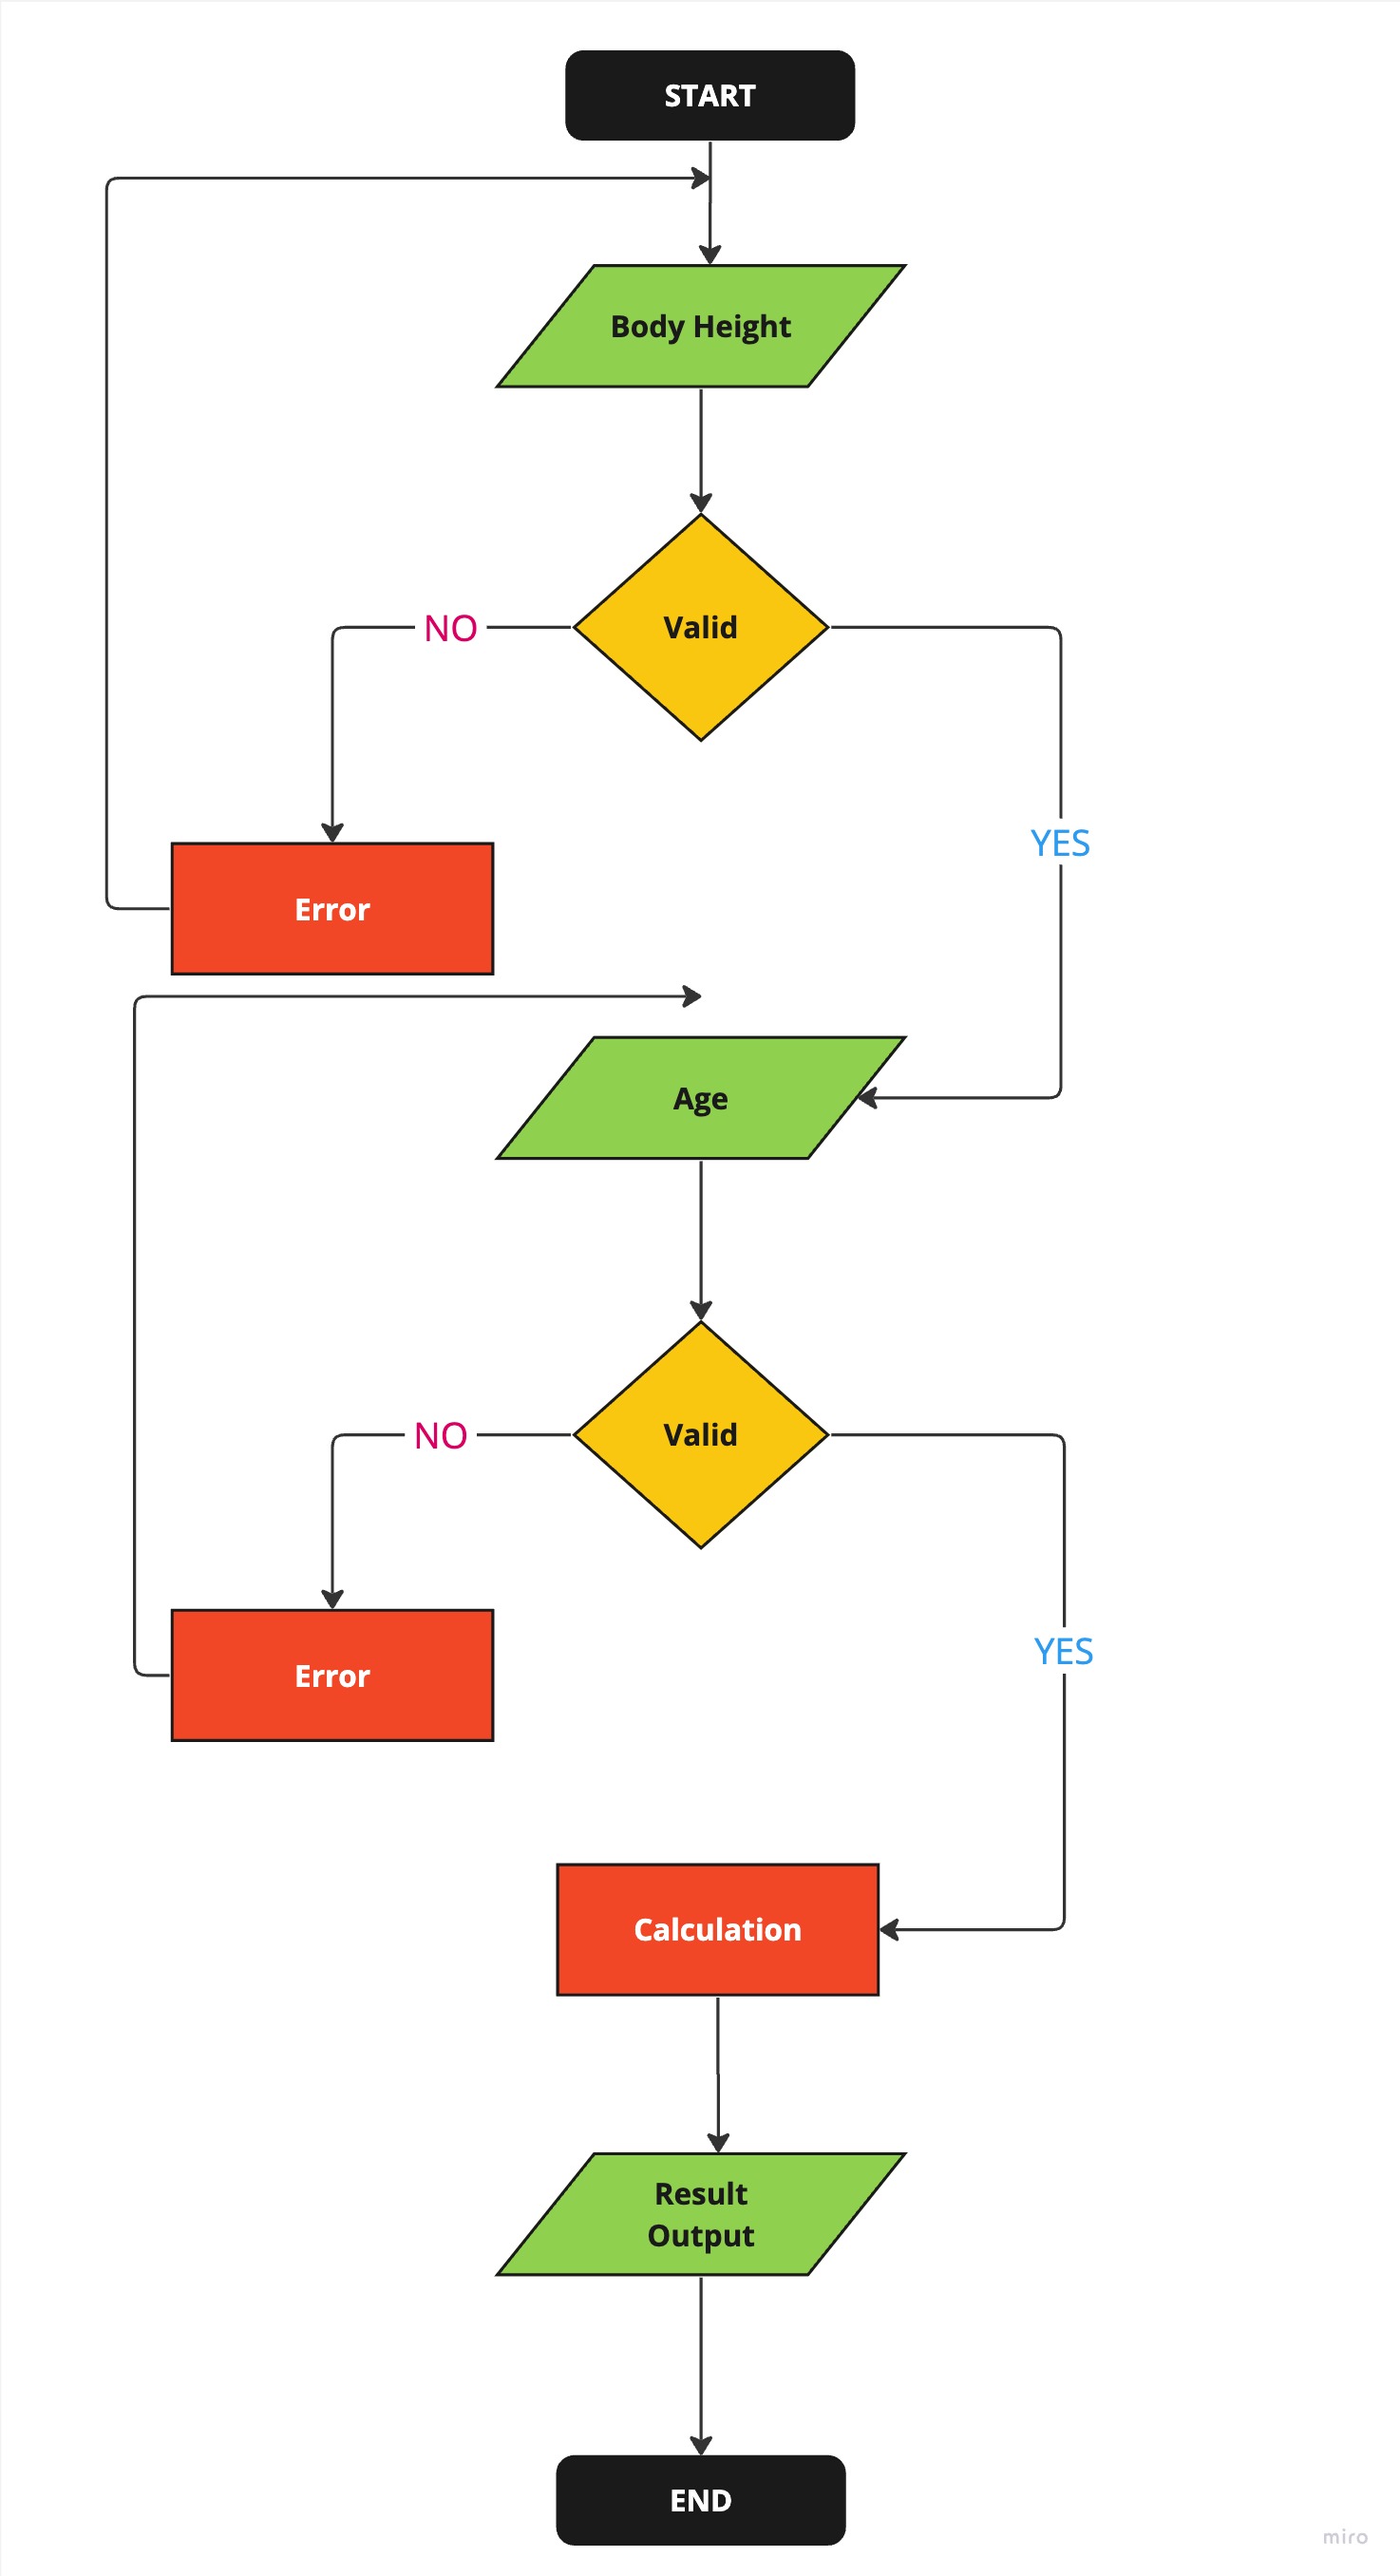 START
Body Height
Valid
NO
YES
Error
Age
Valid
NO
YES
Error
Calculation
Result
Output
END
miro